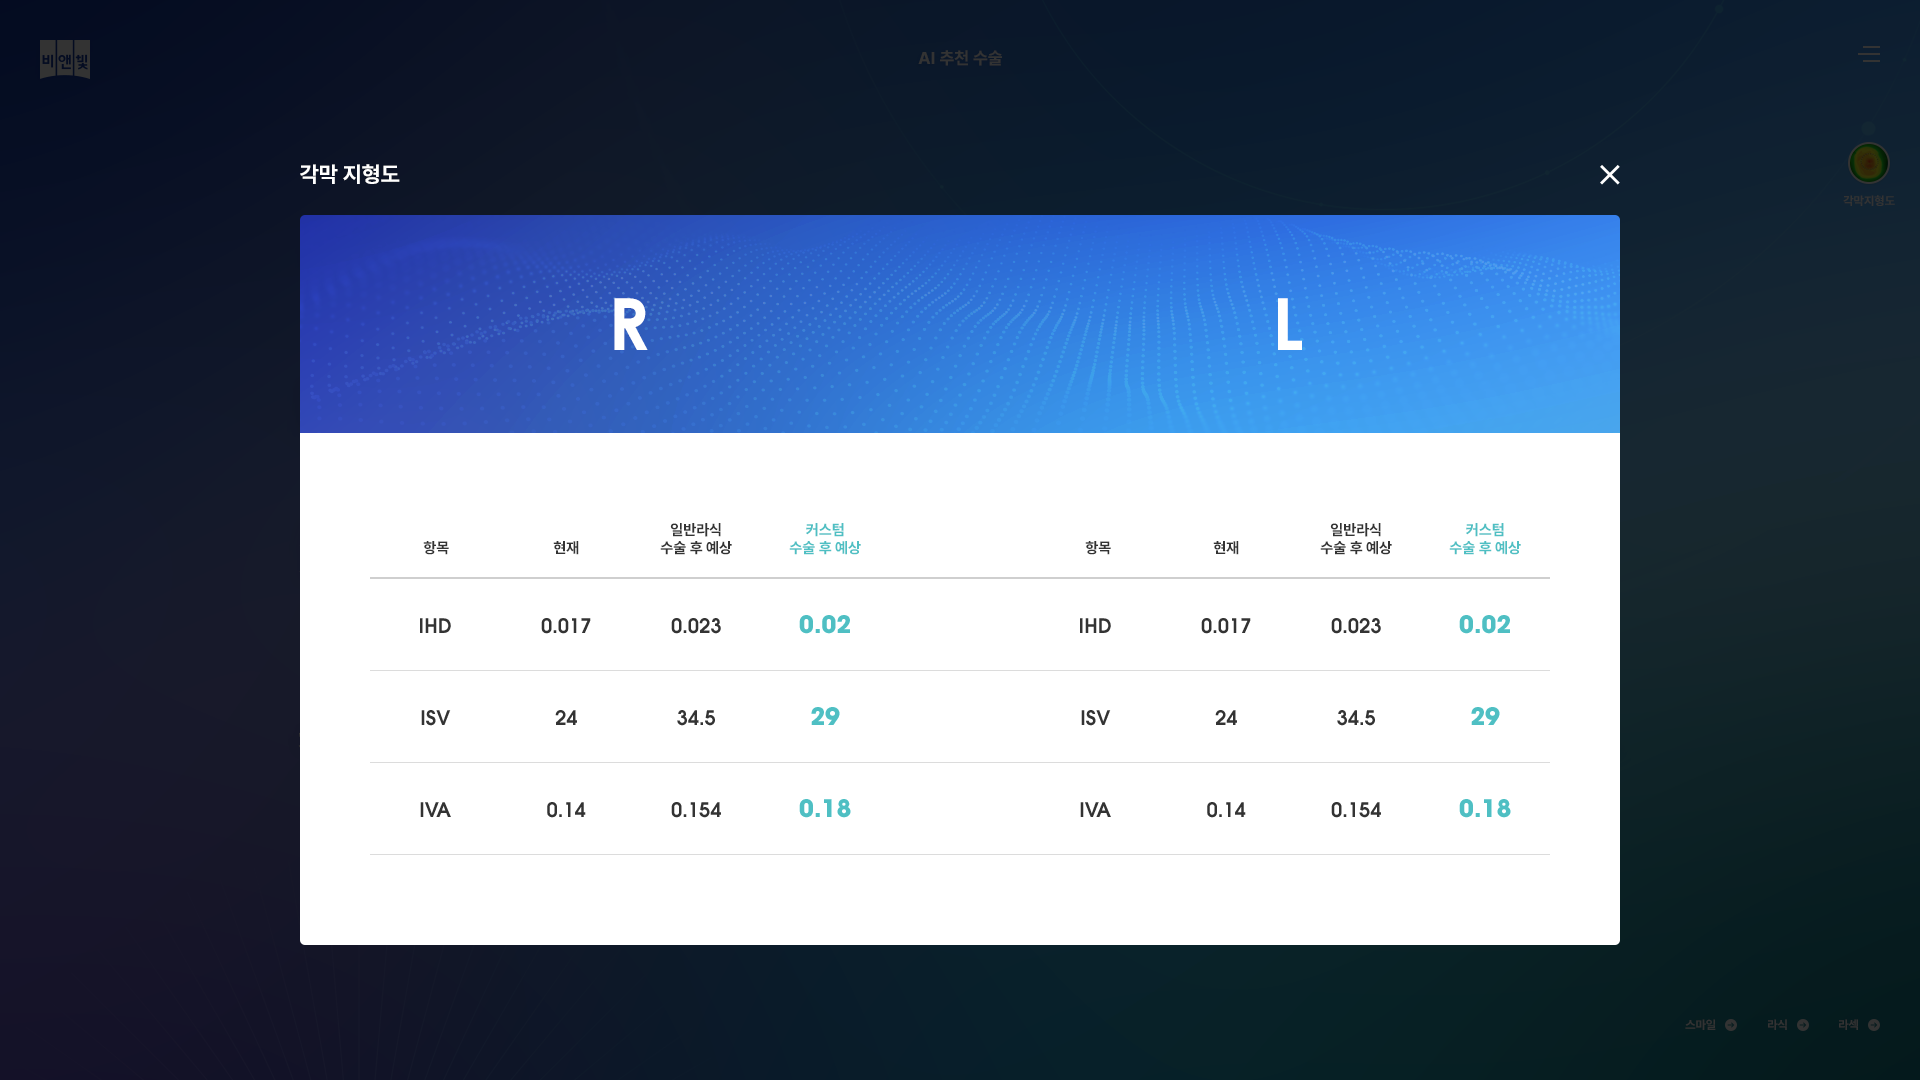 비앤빛
AI 추천 수술
각막지형도
각막 지형도
R
L
항목 현재 일반라식 수술 후 예상 커스텀 수술 후 예상
항목 현재 일반라식 수술 후 예상 커스텀 수술 후 예상
IHD 0.017 0.023 0.02 IHD 0.017 0.023 0.02
ISV 24 34.5 29 ISV 24 34.5 29
IVA 0.14 0.154 0.18 IVA 0.14 0.154 0.18
스마일 라식 라섹